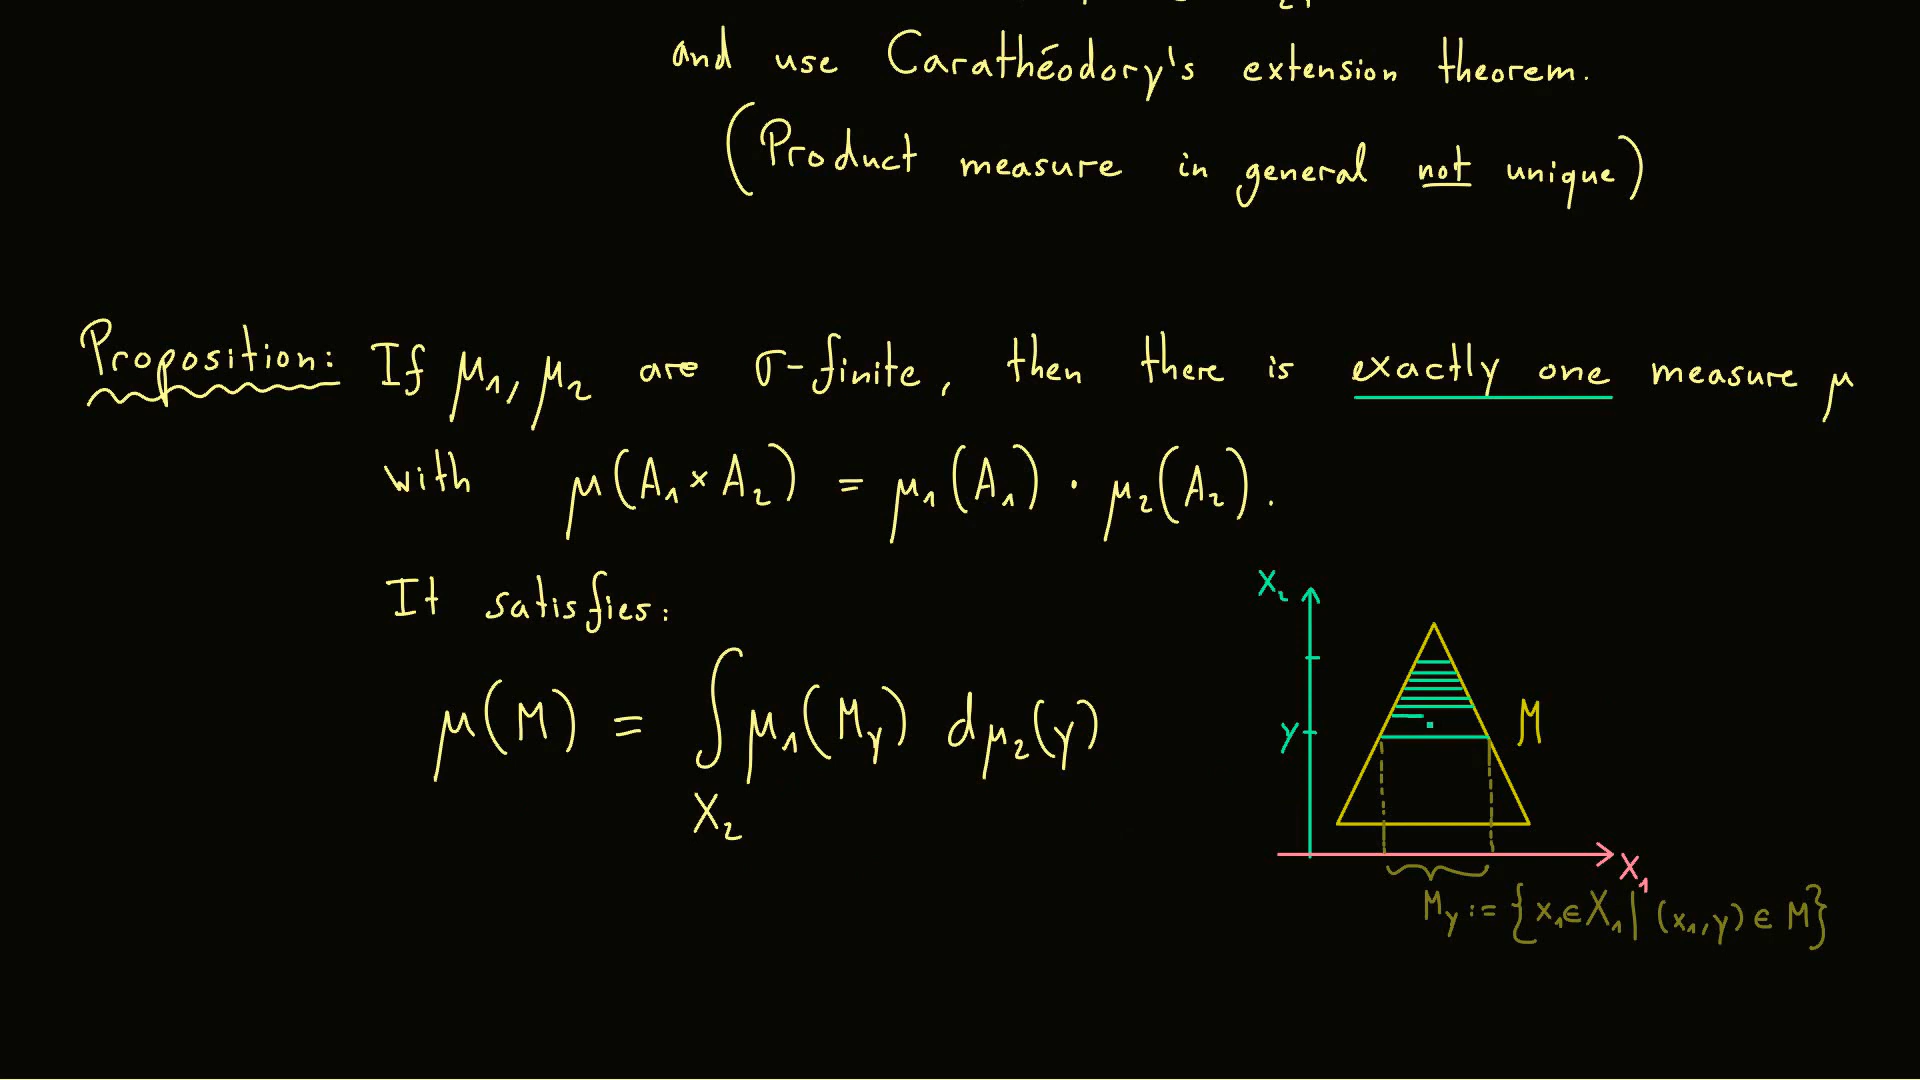 and use Carathéodory's extension theorem.
(Product measure in general not unique)
Proposition: If μ₁, μ₂ are σ-finite, then there is exactly one measure μ
with μ(A₁ × A₂) = μ₁(A₁) · μ₂(A₂).
It satisfies:
μ(M) = ∫ μ₁(M_y) dμ₂(y)
X₂
X₂
M
y
X₁
M_y := {x₁ ∈ X₁ | (x₁, y) ∈ M}